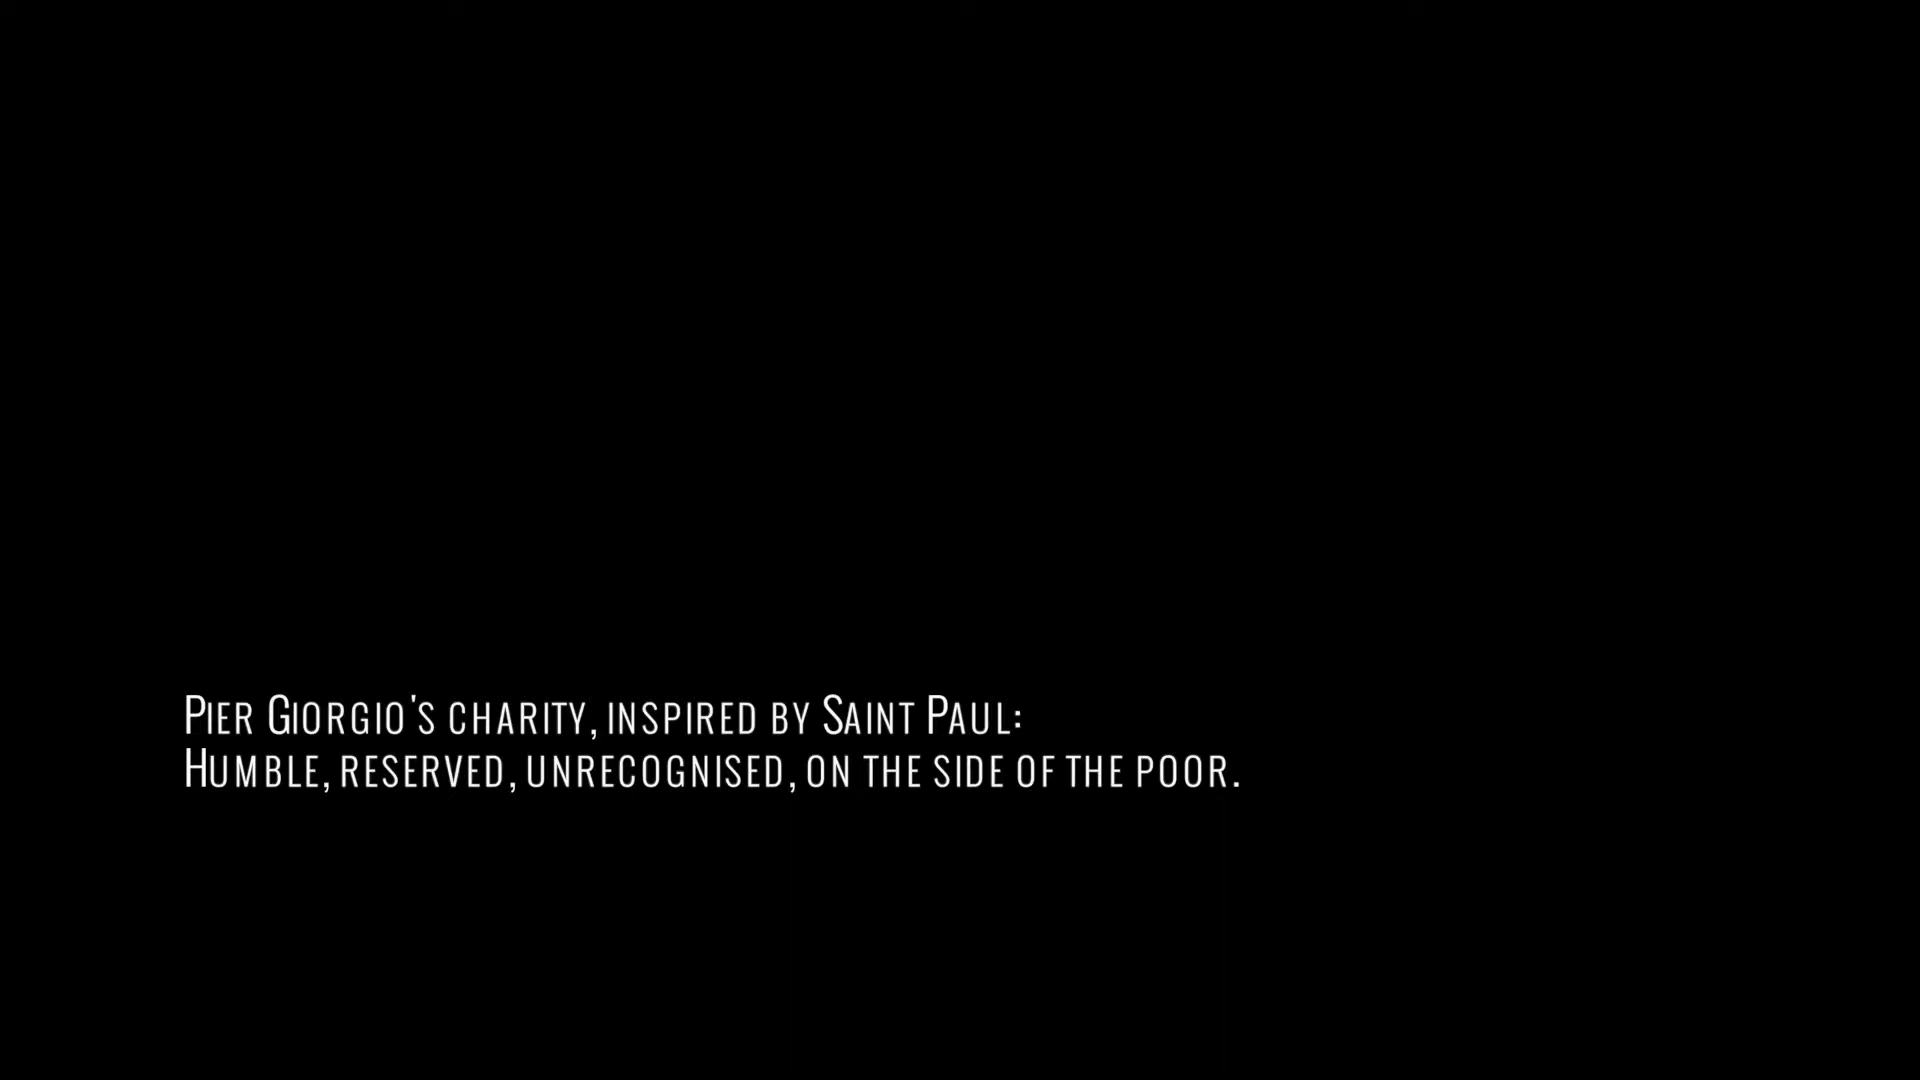 Pier Giorgio's charity, inspired by Saint Paul:
Humble, reserved, unrecognised, on the side of the poor.